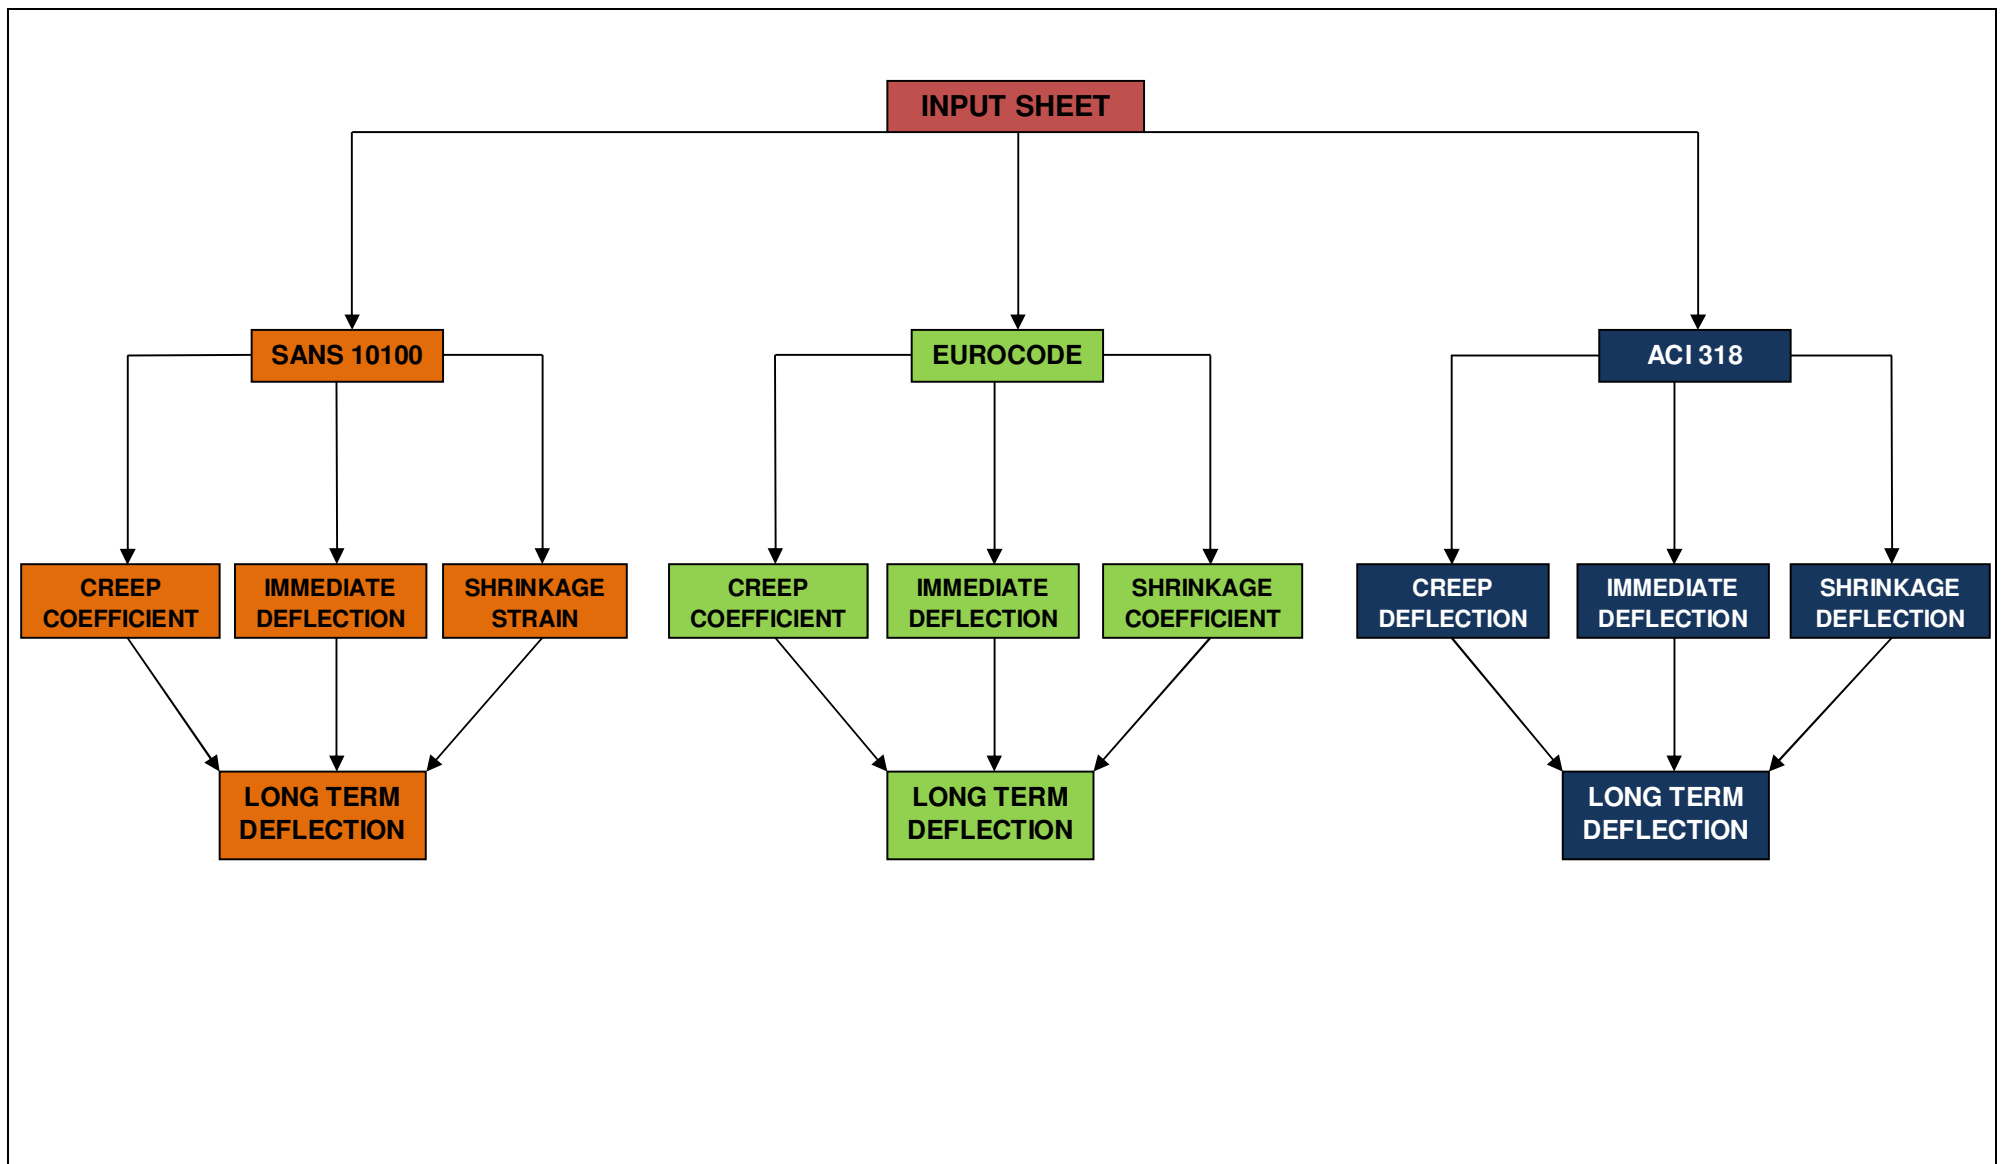 INPUT SHEET
SANS 10100
EUROCODE
ACI 318
CREEP
COEFFICIENT
IMMEDIATE
DEFLECTION
SHRINKAGE
STRAIN
CREEP
COEFFICIENT
IMMEDIATE
DEFLECTION
SHRINKAGE
COEFFICIENT
CREEP
DEFLECTION
IMMEDIATE
DEFLECTION
SHRINKAGE
DEFLECTION
LONG TERM
DEFLECTION
LONG TERM
DEFLECTION
LONG TERM
DEFLECTION